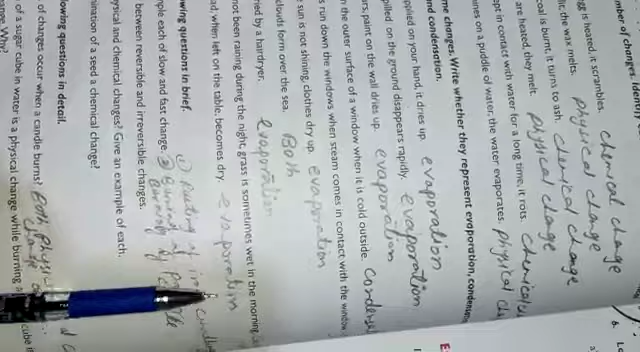 mber of changes. Identify
gg is heated, it scrambles. chemical change
lic, the wax melts. physical change
coal is burnt, it turns to ash. chemical change
are heated, they melt. physical change
ept in contact with water for a long time, it rots. chemical
ines on a puddle of water, the water evaporates. physical
me changes. Write whether they represent evaporation, condensation
nd condensation.
pplied on your hand, it dries up. evaporation
pilled on the ground disappears rapidly. evaporation
rs, paint on the wall dries up. evaporation
n the outer surface of a window when it is cold outside.
s run down the windows when steam comes in contact with the window
e sun is not shining, clothes dry up. evaporation
clouds form over the sea. Both
ried by a hairdryer. evaporation
not been raining during the night, grass is sometimes wet in the morning
ad, when left on the table, becomes dry. evaporation
wing questions in brief.
mple each of slow and fast change.
between reversible and irreversible changes.
ysical and chemical changes? Give an example of each.
mination of a seed a chemical change?
llowing questions in detail.
of changes occur when a candle burns? Both
of a sugar cube in water is a physical change while burning a
ange. Why?